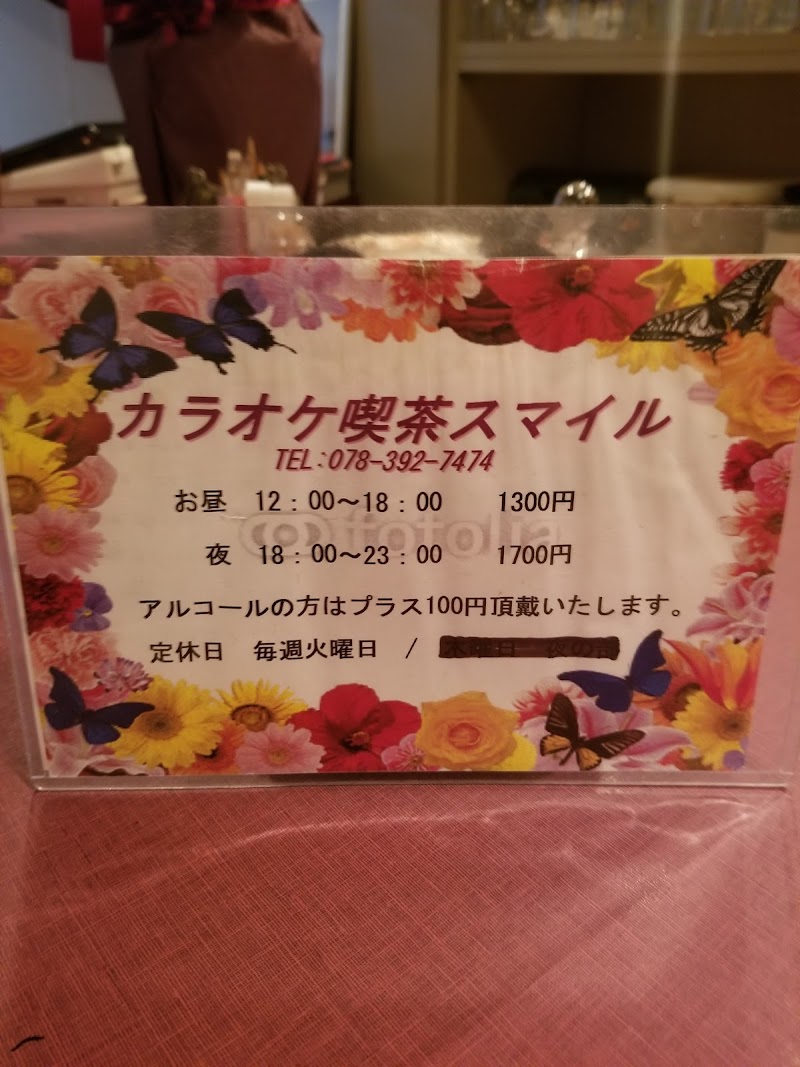 カラオケ喫茶スマイル
TEL:078-392-7474
お昼 12：00～18：00 1300円
夜 18：00～23：00 1700円
fotolia
アルコールの方はプラス100円頂戴いたします。
定休日 毎週火曜日 /